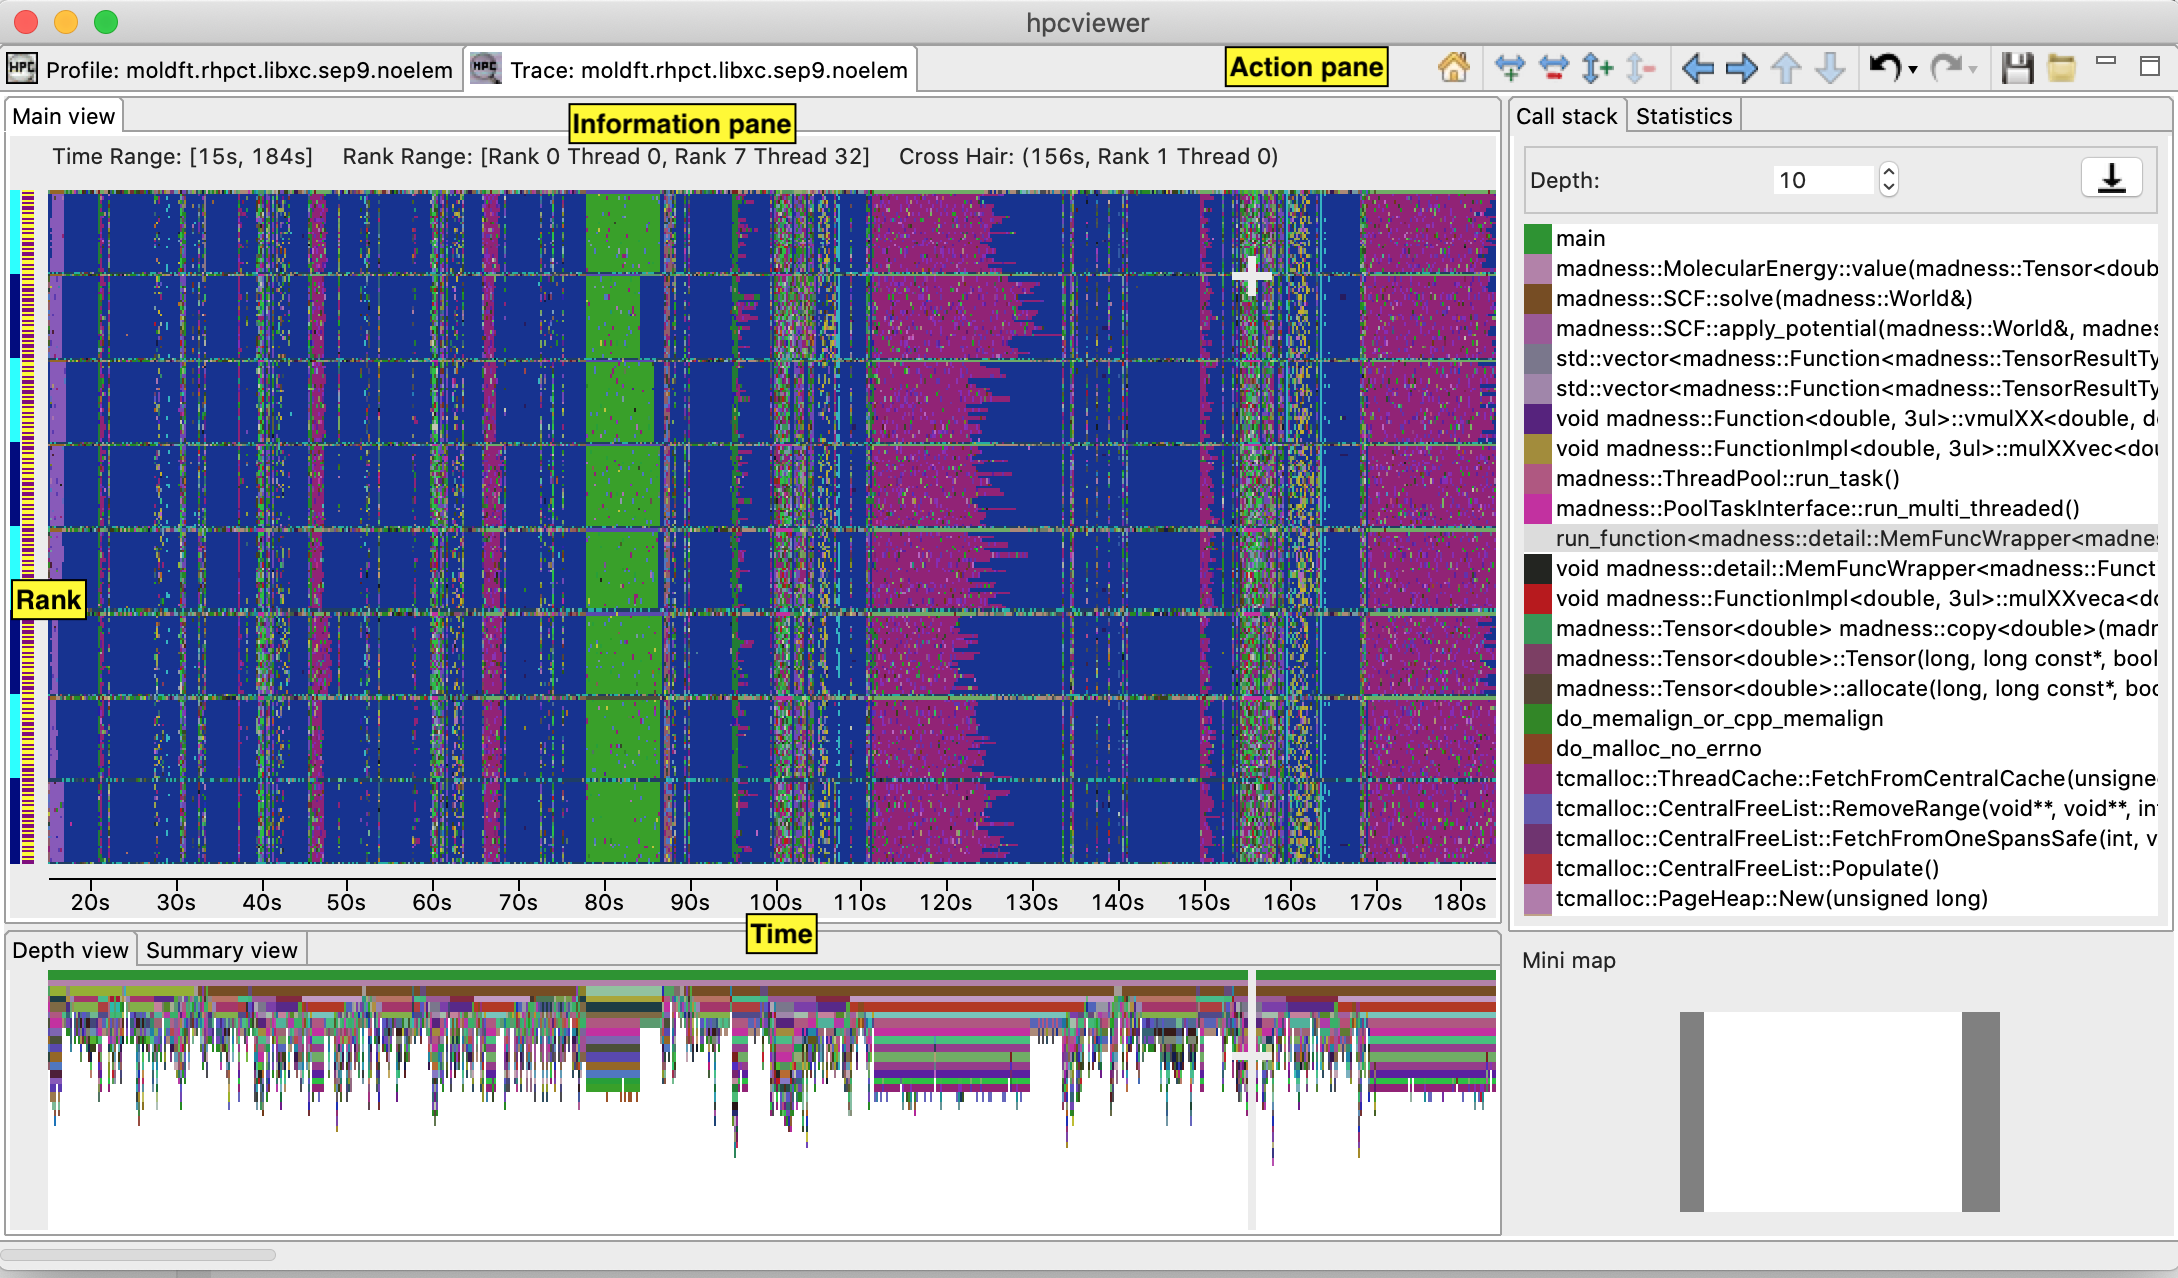 hpcviewer
HPC Profile: moldft.rhpct.libxc.sep9.noelem
HPC Trace: moldft.rhpct.libxc.sep9.noelem
Action pane
Main view
Information pane
Time Range: [15s, 184s] Rank Range: [Rank 0 Thread 0, Rank 7 Thread 32] Cross Hair: (156s, Rank 1 Thread 0)
Rank
20s 30s 40s 50s 60s 70s 80s 90s 100s 110s 120s 130s 140s 150s 160s 170s 180s
Time
Depth view Summary view
Call stack Statistics
Depth: 10
main
madness::MolecularEnergy::value(madness::Tensor<doub
madness::SCF::solve(madness::World&)
madness::SCF::apply_potential(madness::World&, madnes
std::vector<madness::Function<madness::TensorResultTy
std::vector<madness::Function<madness::TensorResultTy
void madness::Function<double, 3ul>::vmulXX<double, d
void madness::FunctionImpl<double, 3ul>::mulXXvec<dou
madness::ThreadPool::run_task()
madness::PoolTaskInterface::run_multi_threaded()
run_function<madness::detail::MemFuncWrapper<madnes
void madness::detail::MemFuncWrapper<madness::Funct
void madness::FunctionImpl<double, 3ul>::mulXXveca<do
madness::Tensor<double> madness::copy<double>(madr
madness::Tensor<double>::Tensor(long, long const*, bool
madness::Tensor<double>::allocate(long, long const*, boo
do_memalign_or_cpp_memalign
do_malloc_no_errno
tcmalloc::ThreadCache::FetchFromCentralCache(unsigne
tcmalloc::CentralFreeList::RemoveRange(void**, void**, in
tcmalloc::CentralFreeList::FetchFromOneSpansSafe(int, v
tcmalloc::CentralFreeList::Populate()
tcmalloc::PageHeap::New(unsigned long)
Mini map